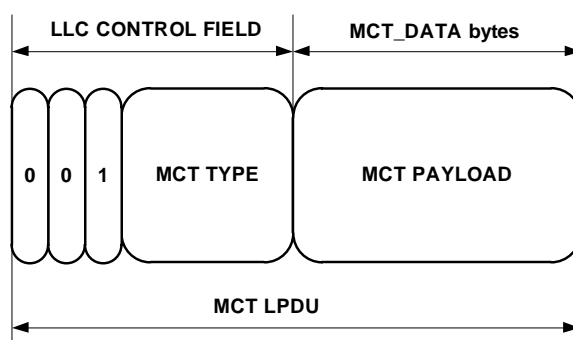 LLC CONTROL FIELD MCT_DATA bytes
0 0 1 MCT TYPE MCT PAYLOAD
MCT LPDU